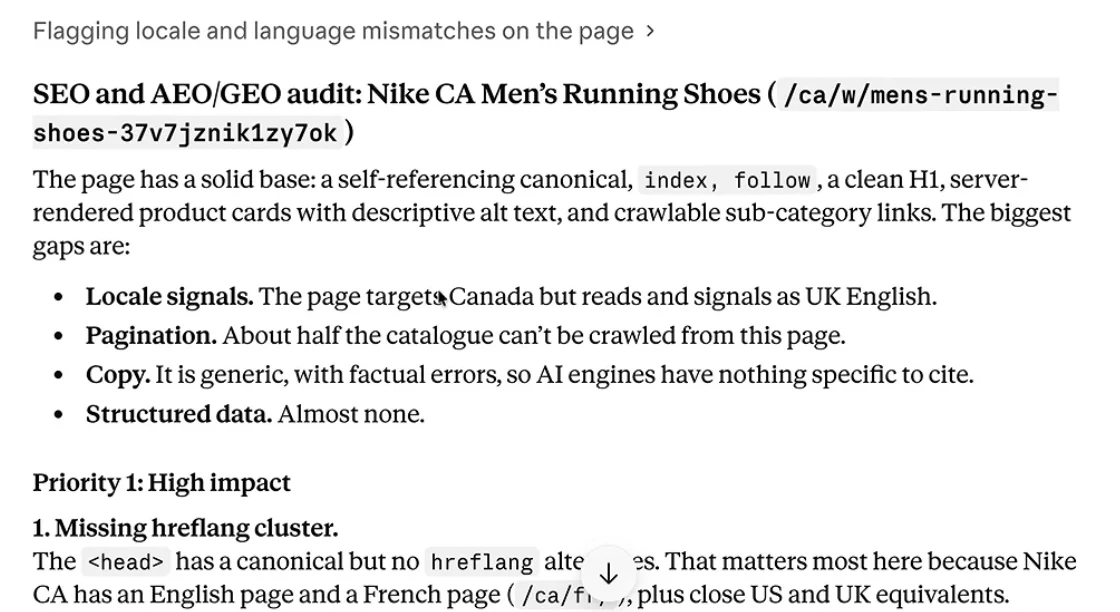 Flagging locale and language mismatches on the page >
SEO and AEO/GEO audit: Nike CA Men’s Running Shoes ( /ca/w/mens-running-
shoes-37v7jznik1zy7ok )
The page has a solid base: a self-referencing canonical, index, follow , a clean H1, server-
rendered product cards with descriptive alt text, and crawlable sub-category links. The biggest
gaps are:
• Locale signals. The page targets Canada but reads and signals as UK English.
• Pagination. About half the catalogue can’t be crawled from this page.
• Copy. It is generic, with factual errors, so AI engines have nothing specific to cite.
• Structured data. Almost none.
Priority 1: High impact
1. Missing hreflang cluster.
The <head> has a canonical but no hreflang es. That matters most here because Nike
CA has an English page and a French page ( /ca/fr/ ), plus close US and UK equivalents.